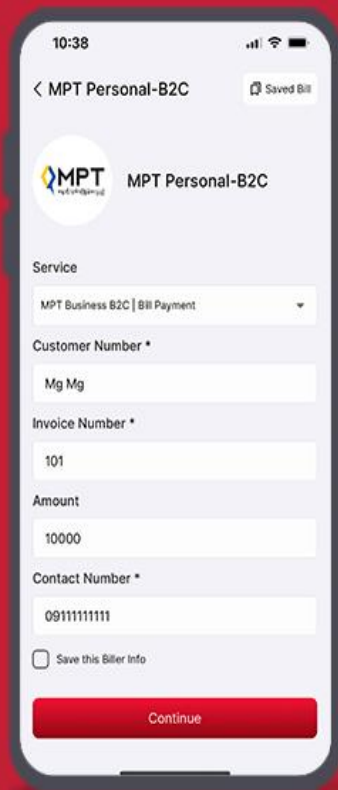 10:38
MPT Personal-B2C
Saved Bill
MPT
MPT Personal-B2C
Service
MPT Business B2C | Bill Payment
Customer Number *
Mg Mg
Invoice Number *
101
Amount
10000
Contact Number *
09111111111
Save this Biller Info
Continue